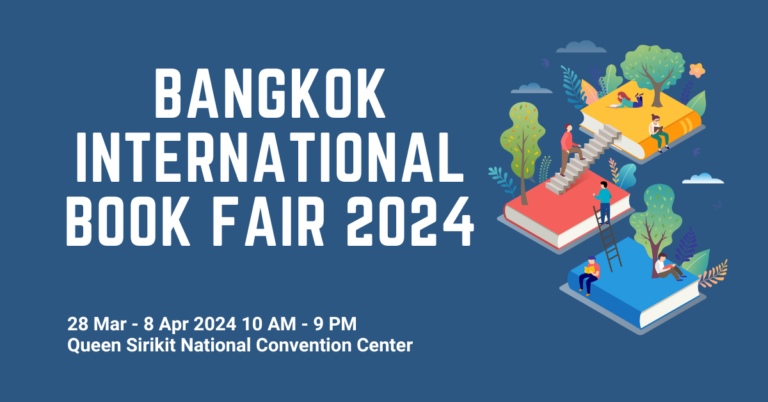 BANGKOK
INTERNATIONAL
BOOK FAIR 2024
28 Mar - 8 Apr 2024 10 AM - 9 PM
Queen Sirikit National Convention Center